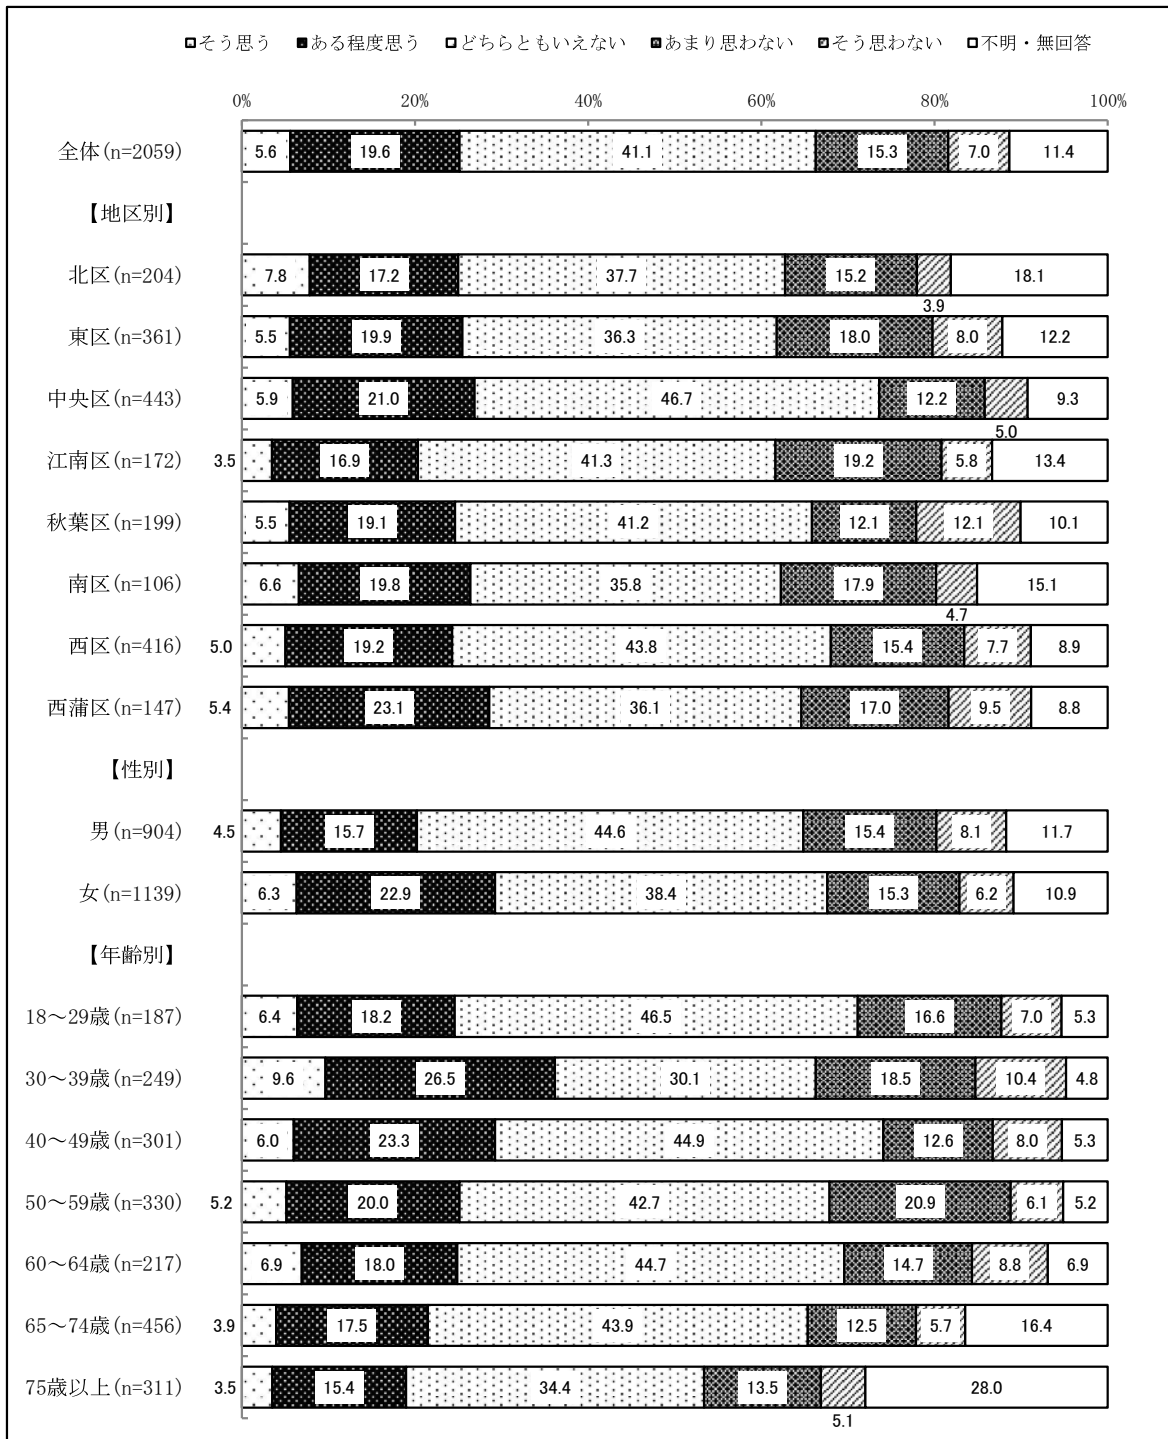 そう思う ある程度思う どちらともいえない あまり思わない そう思わない 不明・無回答
0% 20% 40% 60% 80% 100%
全体(n=2059) 5.6 19.6 41.1 15.3 7.0 11.4
【地区別】
北区(n=204) 7.8 17.2 37.7 15.2 18.1
3.9
東区(n=361) 5.5 19.9 36.3 18.0 8.0 12.2
中央区(n=443) 5.9 21.0 46.7 12.2 9.3
5.0
江南区(n=172) 3.5 16.9 41.3 19.2 5.8 13.4
秋葉区(n=199) 5.5 19.1 41.2 12.1 12.1 10.1
南区(n=106) 6.6 19.8 35.8 17.9 15.1
4.7
西区(n=416) 5.0 19.2 43.8 15.4 7.7 8.9
西蒲区(n=147) 5.4 23.1 36.1 17.0 9.5 8.8
【性別】
男(n=904) 4.5 15.7 44.6 15.4 8.1 11.7
女(n=1139) 6.3 22.9 38.4 15.3 6.2 10.9
【年齢別】
18～29歳(n=187) 6.4 18.2 46.5 16.6 7.0 5.3
30～39歳(n=249) 9.6 26.5 30.1 18.5 10.4 4.8
40～49歳(n=301) 6.0 23.3 44.9 12.6 8.0 5.3
50～59歳(n=330) 5.2 20.0 42.7 20.9 6.1 5.2
60～64歳(n=217) 6.9 18.0 44.7 14.7 8.8 6.9
65～74歳(n=456) 3.9 17.5 43.9 12.5 5.7 16.4
75歳以上(n=311) 3.5 15.4 34.4 13.5 28.0
5.1